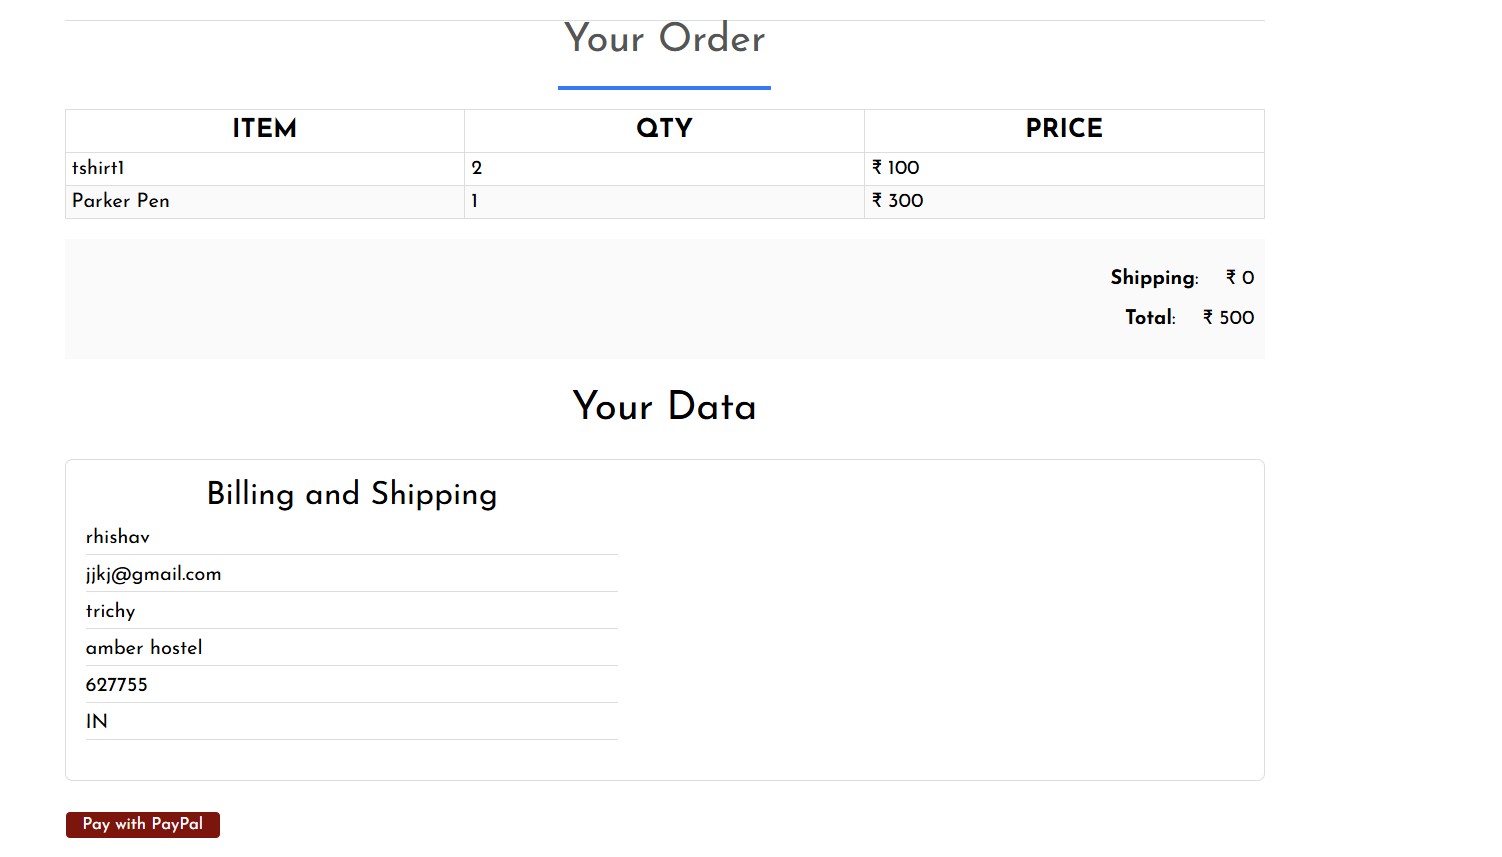 Your Order
ITEM QTY PRICE
tshirt1 2 ₹ 100
Parker Pen 1 ₹ 300
Shipping: ₹ 0
Total: ₹ 500
Your Data
Billing and Shipping
rhishav
jjkj@gmail.com
trichy
amber hostel
627755
IN
Pay with PayPal